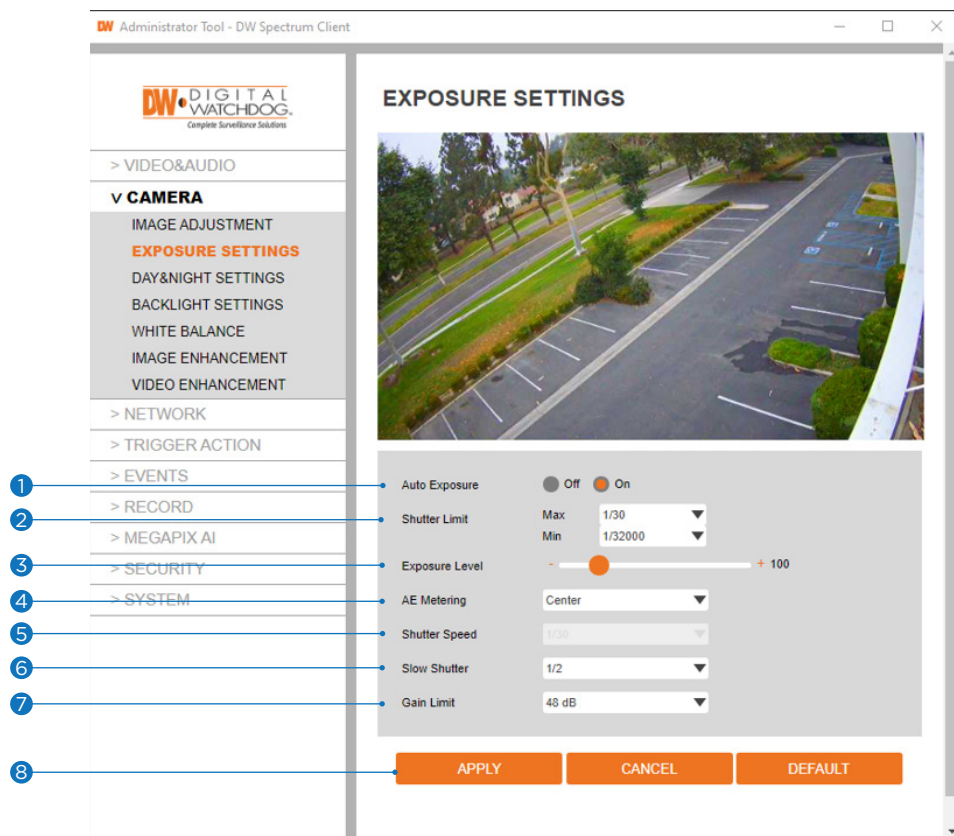 DW Administrator Tool - DW Spectrum Client
DW DIGITAL
WATCHDOG.
Complete Surveillance Solutions
> VIDEO&AUDIO
v CAMERA
IMAGE ADJUSTMENT
EXPOSURE SETTINGS
DAY&NIGHT SETTINGS
BACKLIGHT SETTINGS
WHITE BALANCE
IMAGE ENHANCEMENT
VIDEO ENHANCEMENT
> NETWORK
> TRIGGER ACTION
> EVENTS
> RECORD
> MEGAPIX AI
> SECURITY
> SYSTEM
EXPOSURE SETTINGS
1 Auto Exposure Off On
2 Shutter Limit Max 1/30
Min 1/32000
3 Exposure Level - + 100
4 AE Metering Center
5 Shutter Speed 1/30
6 Slow Shutter 1/2
7 Gain Limit 48 dB
8 APPLY CANCEL DEFAULT